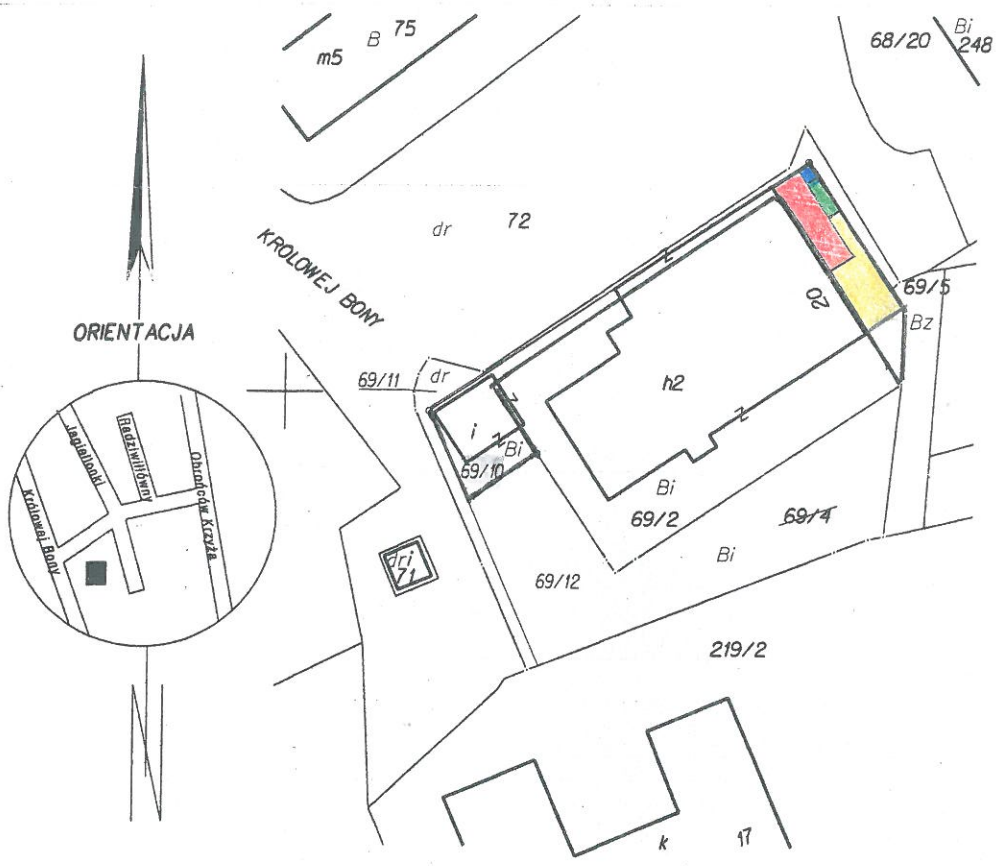 75
B
m5
Bi
68/20
248
dr
72
KROLOWEJ BONY
69/5
Bz
20
ORIENTACJA
69/11
dr
z
h2
z
z
i
z
Bi
69/10
Bi
69/2
69/4
Bi
69/12
dri
71
219/2
k
17
Jagiellonki
Radziwiłłówny
Obrońców Krzyża
Królowej Bony
N